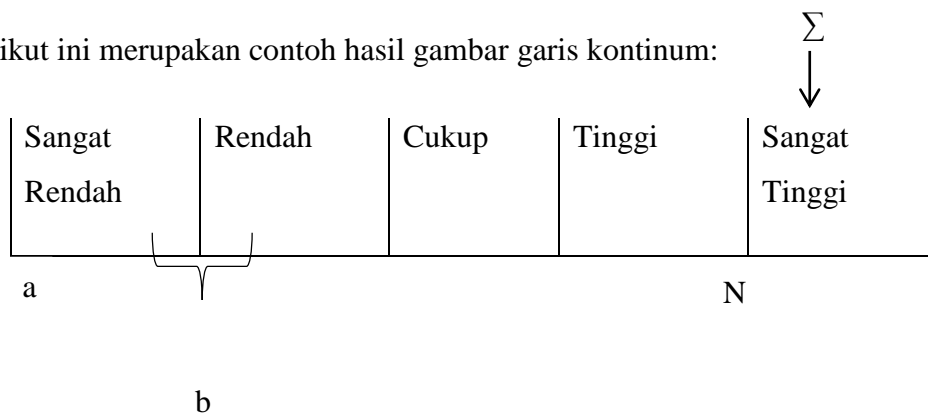 ∑
ikut ini merupakan contoh hasil gambar garis kontinum:
Sangat Rendah Cukup Tinggi Sangat
Rendah Tinggi
a N
b